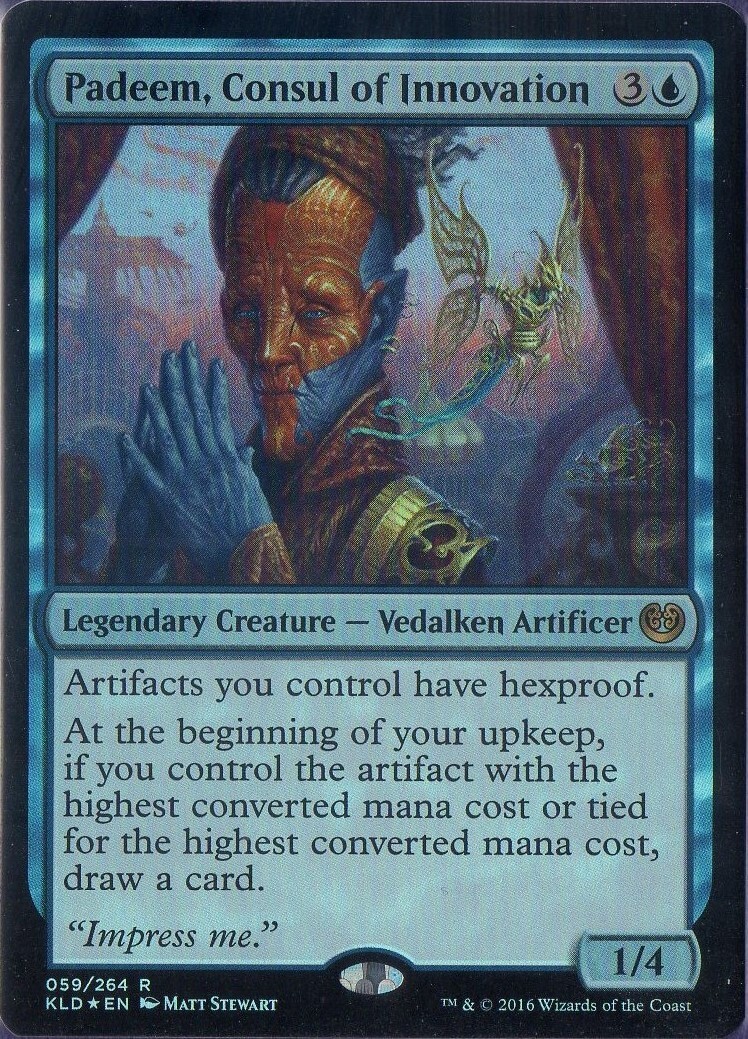 Padeem, Consul of Innovation 3
Legendary Creature — Vedalken Artificer
Artifacts you control have hexproof.
At the beginning of your upkeep,
if you control the artifact with the
highest converted mana cost or tied
for the highest converted mana cost,
draw a card.
“Impress me.”
1/4
059/264 R
KLD★EN MATT STEWART
™ & © 2016 Wizards of the Coast